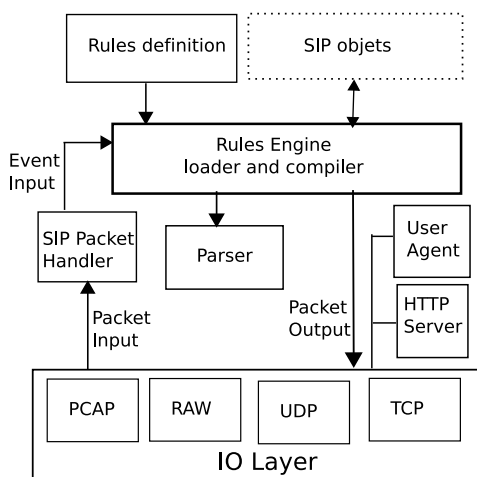 Rules definition
SIP objets
Rules Engine
loader and compiler
Event
Input
SIP Packet
Handler
Parser
User
Agent
HTTP
Server
Packet
Input
Packet
Output
PCAP
RAW
UDP
TCP
IO Layer